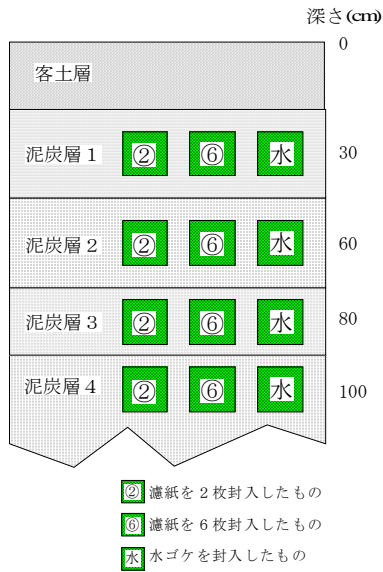 深さ(cm)
0
客土層
泥炭層1 ② ⑥ 水 30
泥炭層2 ② ⑥ 水 60
泥炭層3 ② ⑥ 水 80
泥炭層4 ② ⑥ 水 100
② 濾紙を2枚封入したもの
⑥ 濾紙を6枚封入したもの
水 水ゴケを封入したもの